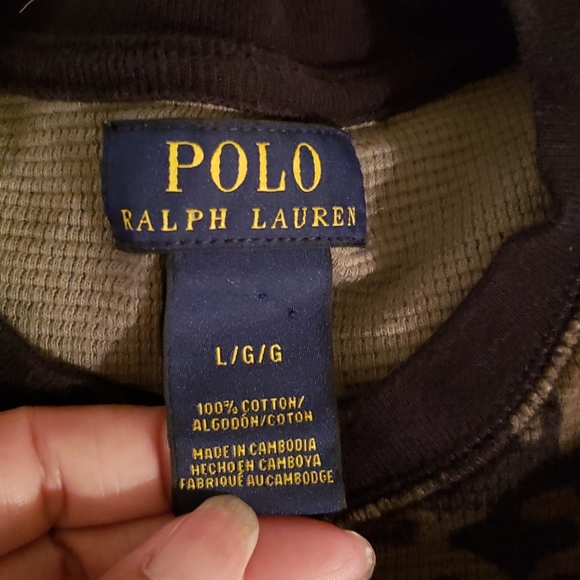 POLO
RALPH LAUREN
L/G/G
100% COTTON/
ALGODÓN/COTON
MADE IN CAMBODIA
HECHO EN CAMBOYA
FABRIQUÉ AU CAMBODGE